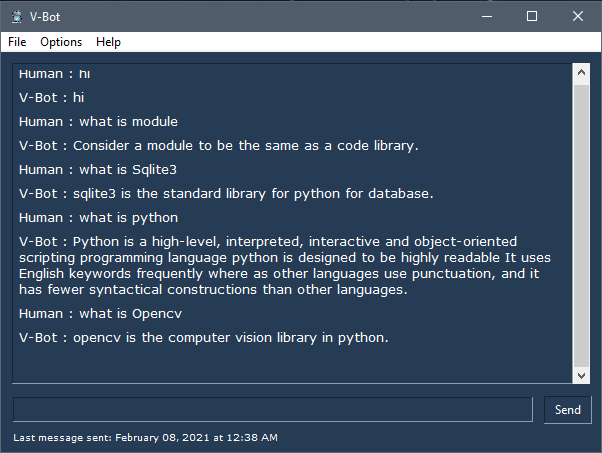 V-Bot
File Options Help
Human : hi
V-Bot : hi
Human : what is module
V-Bot : Consider a module to be the same as a code library.
Human : what is Sqlite3
V-Bot : sqlite3 is the standard library for python for database.
Human : what is python
V-Bot : Python is a high-level, interpreted, interactive and object-oriented
scripting programming language python is designed to be highly readable It uses
English keywords frequently where as other languages use punctuation, and it
has fewer syntactical constructions than other languages.
Human : what is Opencv
V-Bot : opencv is the computer vision library in python.
Send
Last message sent: February 08, 2021 at 12:38 AM